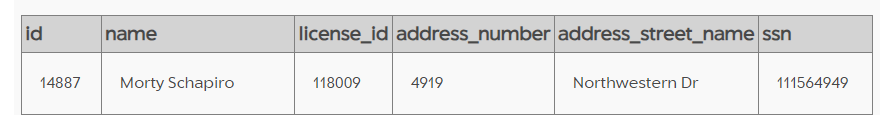 id name license_id address_number address_street_name ssn
14887 Morty Schapiro 118009 4919 Northwestern Dr 111564949